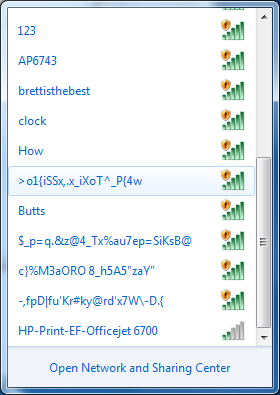 123
AP6743
brettisthebest
clock
How
>o1{iSSx,.x_iXoT^_P{4w
Butts
$_p=q.&z@4_Tx%au7ep=SiKsB@
c}%M3aORO 8_h5A5"zaY"
-,fpD|fu'Kr#ky@rd'x7W\-D.{
HP-Print-EF-Officejet 6700
Open Network and Sharing Center